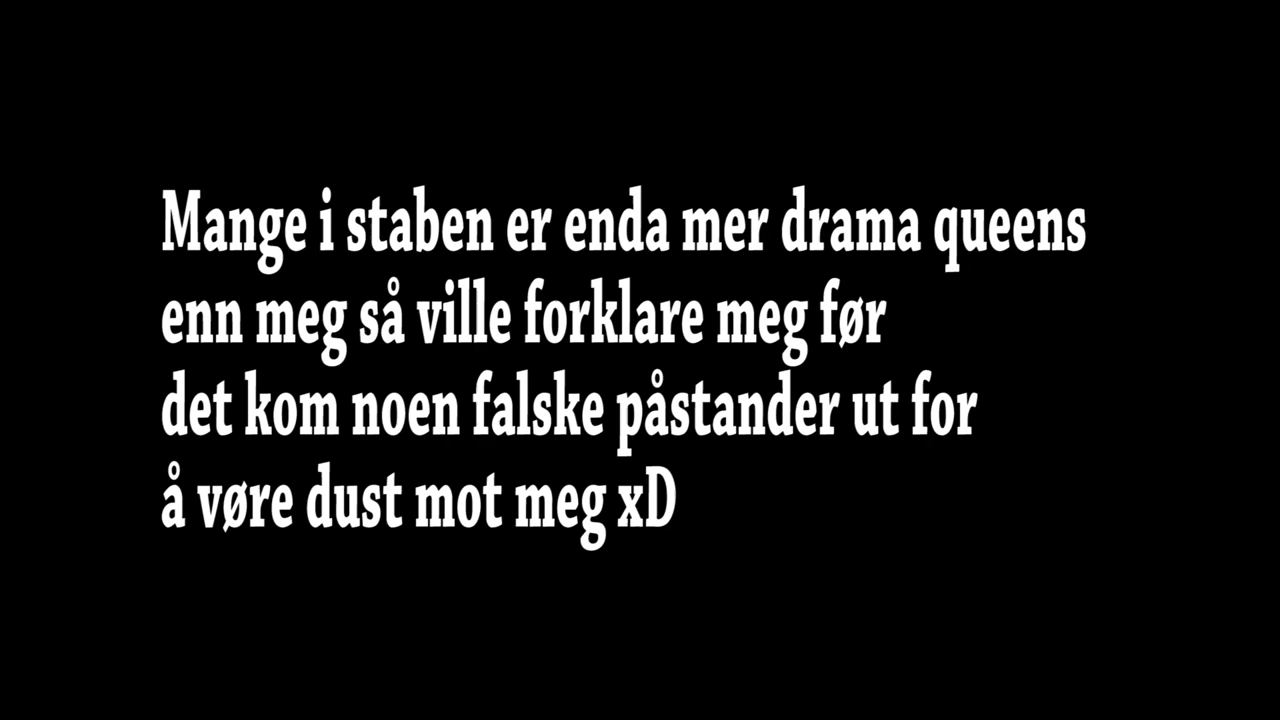 Mange i staben er enda mer drama queens
enn meg så ville forklare meg før
det kom noen falske påstander ut for
å vøre dust mot meg xD